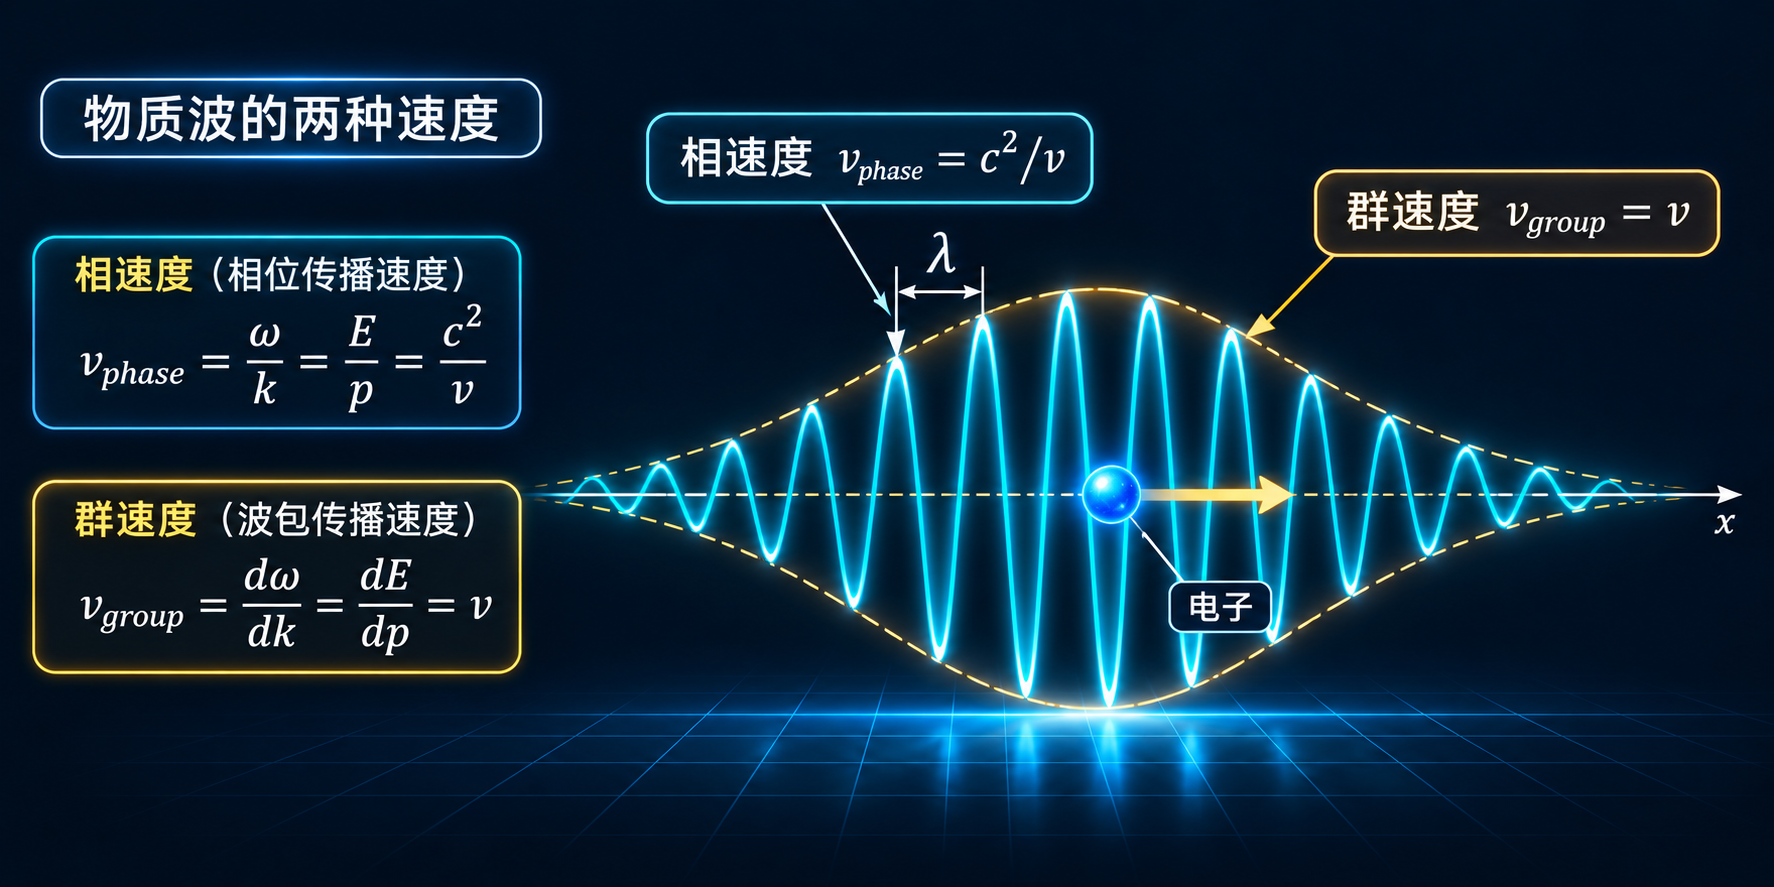 物质波的两种速度
相速度 v_phase = c²/v
群速度 v_group = v
相速度（相位传播速度）
v_phase = ω/k = E/p = c²/v
λ
群速度（波包传播速度）
v_group = dω/dk = dE/dp = v
电子
x